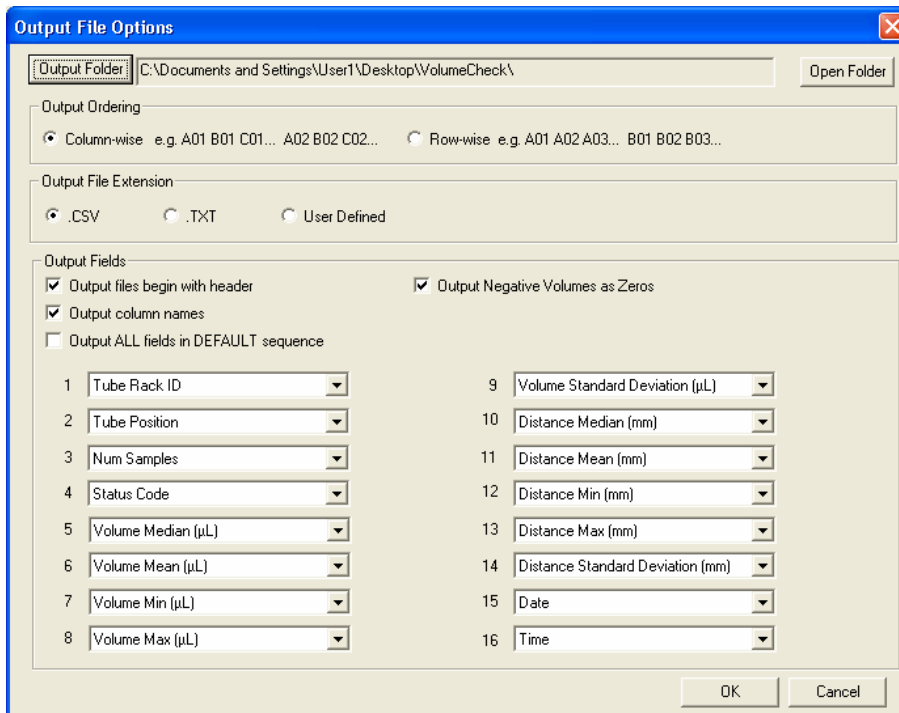 Output File Options
Output Folder C:\Documents and Settings\User1\Desktop\VolumeCheck\ Open Folder
Output Ordering
Column-wise e.g. A01 B01 C01... A02 B02 C02... Row-wise e.g. A01 A02 A03... B01 B02 B03...
Output File Extension
.CSV .TXT User Defined
Output Fields
Output files begin with header Output Negative Volumes as Zeros
Output column names
Output ALL fields in DEFAULT sequence
1 Tube Rack ID 9 Volume Standard Deviation (µL)
2 Tube Position 10 Distance Median (mm)
3 Num Samples 11 Distance Mean (mm)
4 Status Code 12 Distance Min (mm)
5 Volume Median (µL) 13 Distance Max (mm)
6 Volume Mean (µL) 14 Distance Standard Deviation (mm)
7 Volume Min (µL) 15 Date
8 Volume Max (µL) 16 Time
OK Cancel